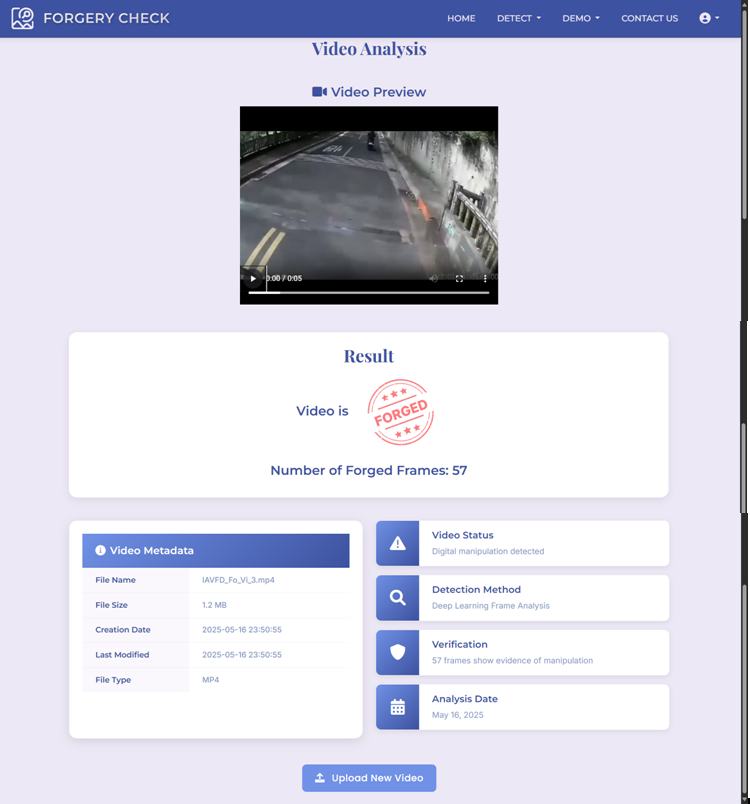 FORGERY CHECK
HOME DETECT DEMO CONTACT US
Video Analysis
Video Preview
0:00 / 0:05
Result
Video is
FORGED
Number of Forged Frames: 57
Video Metadata
File Name IAVFD_Fo_Vi_3.mp4
File Size 1.2 MB
Creation Date 2025-05-16 23:50:55
Last Modified 2025-05-16 23:50:55
File Type MP4
Video Status
Digital manipulation detected
Detection Method
Deep Learning Frame Analysis
Verification
57 frames show evidence of manipulation
Analysis Date
May 16, 2025
Upload New Video